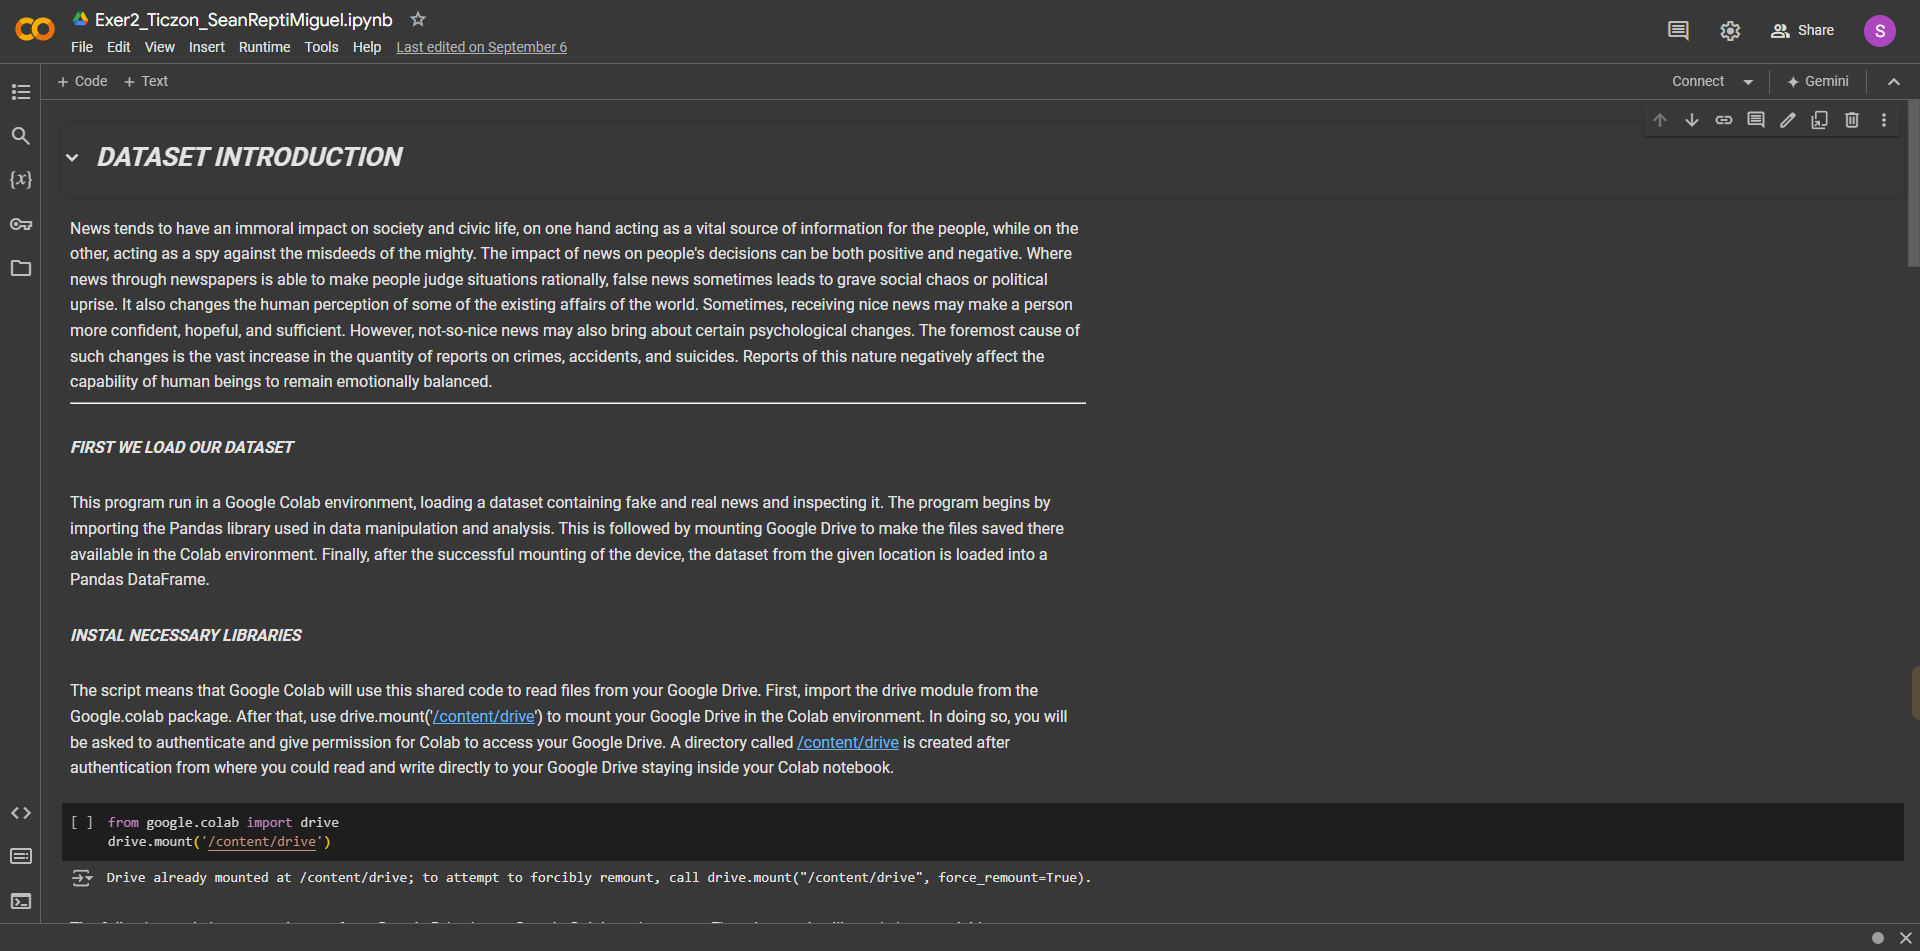 Exer2_Ticzon_SeanReptiMiguel.ipynb
File Edit View Insert Runtime Tools Help Last edited on September 6
Share
S
+ Code + Text
Connect
Gemini
DATASET INTRODUCTION
News tends to have an immoral impact on society and civic life, on one hand acting as a vital source of information for the people, while on the
other, acting as a spy against the misdeeds of the mighty. The impact of news on people's decisions can be both positive and negative. Where
news through newspapers is able to make people judge situations rationally, false news sometimes leads to grave social chaos or political
uprise. It also changes the human perception of some of the existing affairs of the world. Sometimes, receiving nice news may make a person
more confident, hopeful, and sufficient. However, not-so-nice news may also bring about certain psychological changes. The foremost cause of
such changes is the vast increase in the quantity of reports on crimes, accidents, and suicides. Reports of this nature negatively affect the
capability of human beings to remain emotionally balanced.
FIRST WE LOAD OUR DATASET
This program run in a Google Colab environment, loading a dataset containing fake and real news and inspecting it. The program begins by
importing the Pandas library used in data manipulation and analysis. This is followed by mounting Google Drive to make the files saved there
available in the Colab environment. Finally, after the successful mounting of the device, the dataset from the given location is loaded into a
Pandas DataFrame.
INSTAL NECESSARY LIBRARIES
The script means that Google Colab will use this shared code to read files from your Google Drive. First, import the drive module from the
Google.colab package. After that, use drive.mount('/content/drive') to mount your Google Drive in the Colab environment. In doing so, you will
be asked to authenticate and give permission for Colab to access your Google Drive. A directory called /content/drive is created after
authentication from where you could read and write directly to your Google Drive staying inside your Colab notebook.
[ ] from google.colab import drive
drive.mount('/content/drive')
Drive already mounted at /content/drive; to attempt to forcibly remount, call drive.mount("/content/drive", force_remount=True).